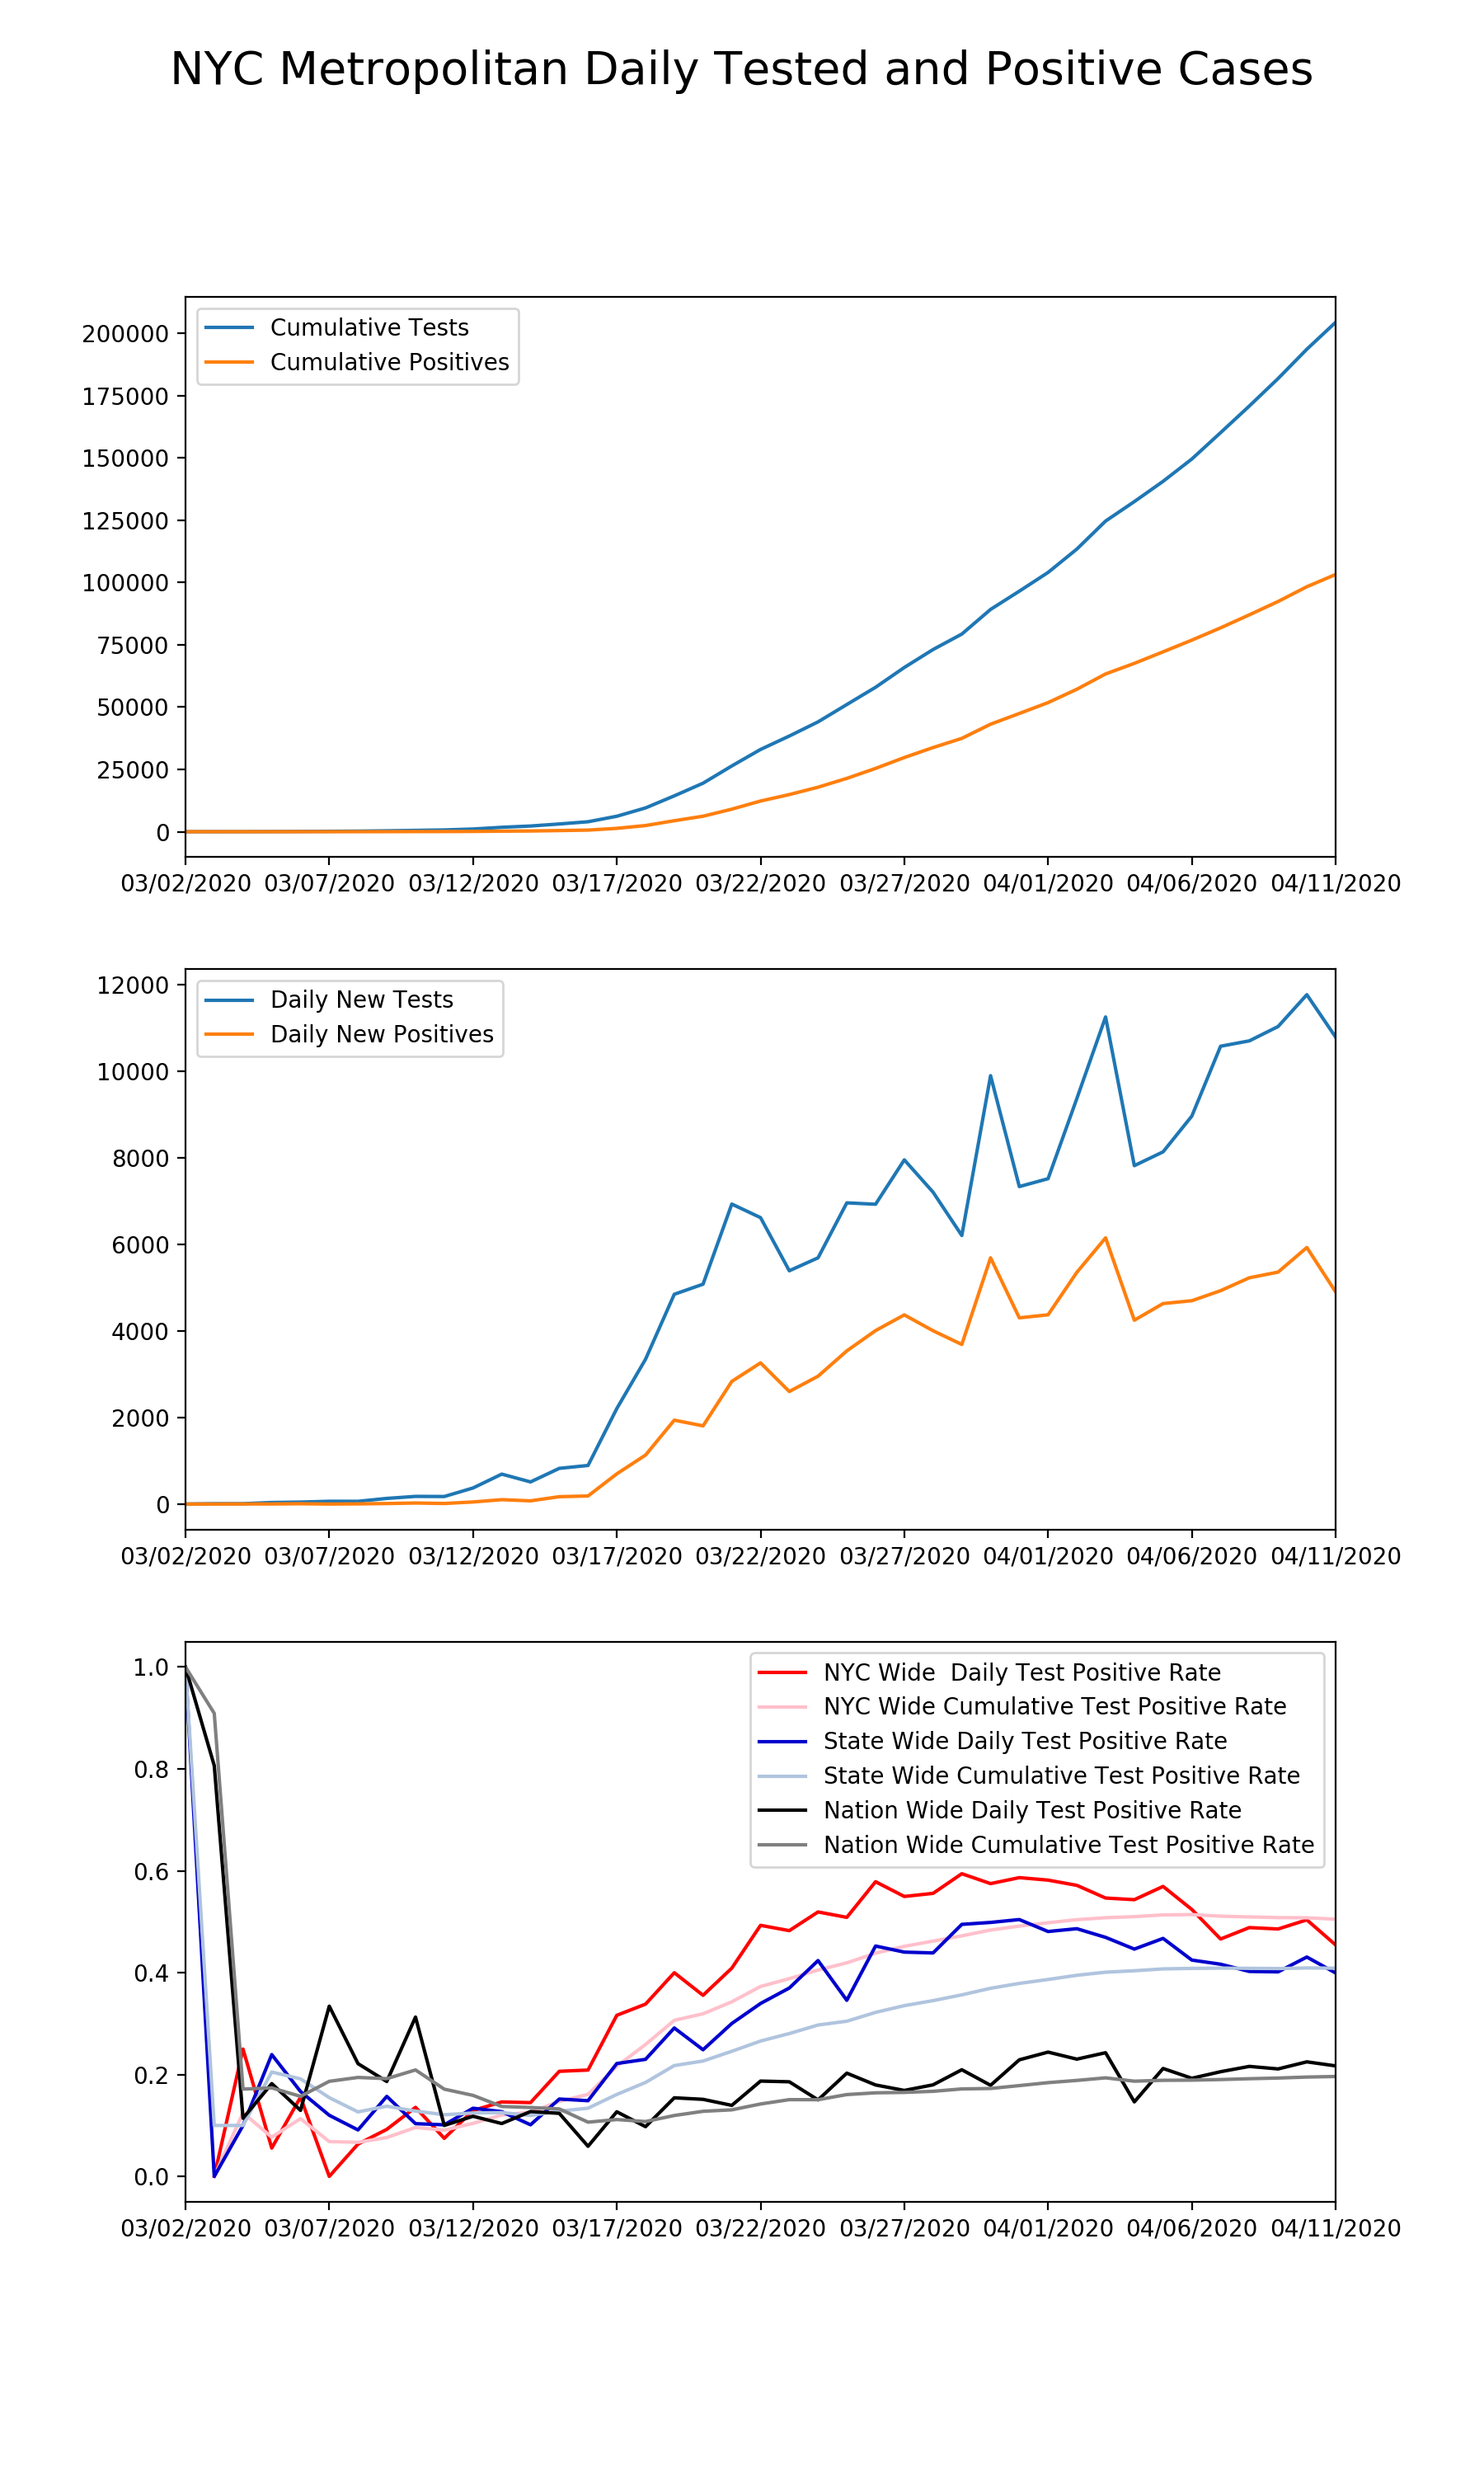 NYC Metropolitan Daily Tested and Positive Cases
Cumulative Tests
Cumulative Positives
200000
175000
150000
125000
100000
75000
50000
25000
0
03/02/2020 03/07/2020 03/12/2020 03/17/2020 03/22/2020 03/27/2020 04/01/2020 04/06/2020 04/11/2020
Daily New Tests
Daily New Positives
12000
10000
8000
6000
4000
2000
0
03/02/2020 03/07/2020 03/12/2020 03/17/2020 03/22/2020 03/27/2020 04/01/2020 04/06/2020 04/11/2020
NYC Wide  Daily Test Positive Rate
NYC Wide Cumulative Test Positive Rate
State Wide Daily Test Positive Rate
State Wide Cumulative Test Positive Rate
Nation Wide Daily Test Positive Rate
Nation Wide Cumulative Test Positive Rate
1.0
0.8
0.6
0.4
0.2
0.0
03/02/2020 03/07/2020 03/12/2020 03/17/2020 03/22/2020 03/27/2020 04/01/2020 04/06/2020 04/11/2020